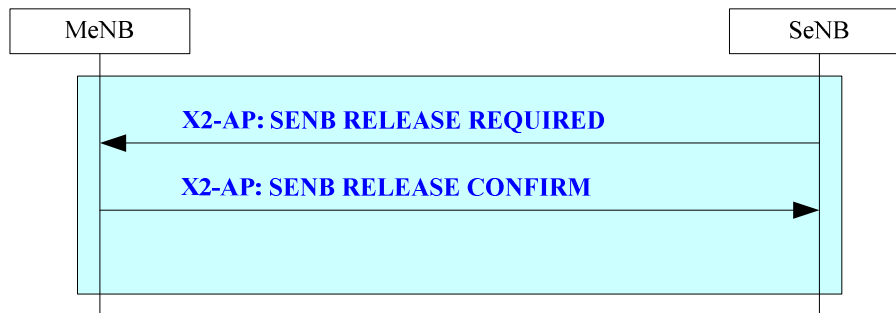 MeNB
SeNB
X2-AP: SENB RELEASE REQUIRED
X2-AP: SENB RELEASE CONFIRM